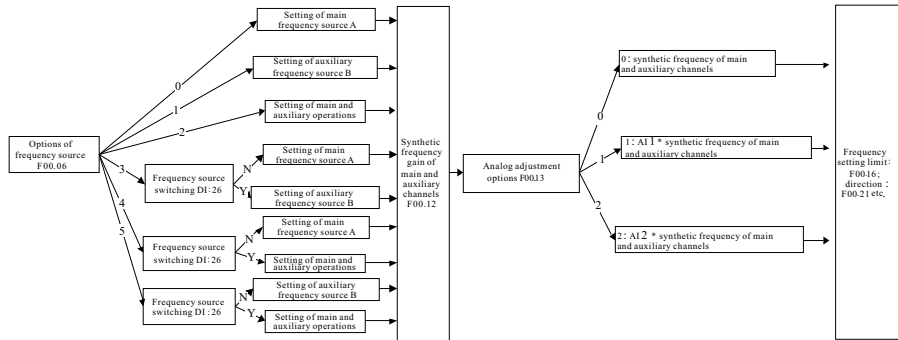 Options of
frequency source
F00.06
0
1
2
3
4
5
Setting of main
frequency source A
Setting of auxiliary
frequency source B
Setting of main and
auxiliary operations
Frequency source
switching DI:26
N
Y
Setting of main
frequency source A
Setting of auxiliary
frequency source B
Frequency source
switching DI:26
N
Y
Setting of main
frequency source A
Setting of main and
auxiliary operations
Frequency source
switching DI:26
N
Y
Setting of auxiliary
frequency source B
Setting of main and
auxiliary operations
Synthetic
frequency
gain of
main and
auxiliary
channels
F00.12
Analog adjustment
options F00.13
0
1
2
0: synthetic frequency of main
and auxiliary channels
1: AI 1 * synthetic frequency of main
and auxiliary channels
2: AI 2 * synthetic frequency of main
and auxiliary channels
Frequency
setting limit:
F00-16;
direction:
F00-21 etc.